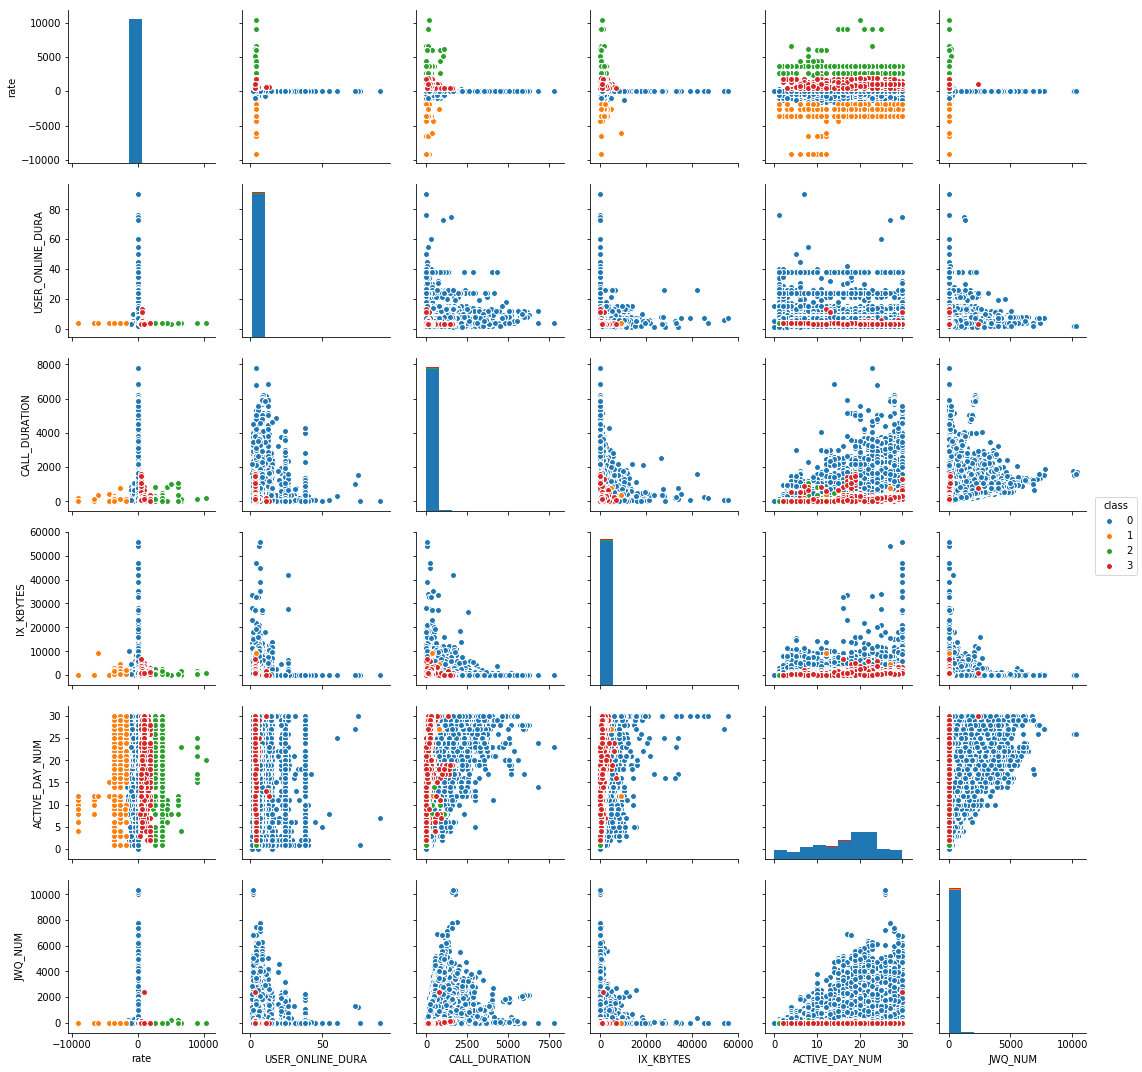 10000
5000
0
−5000
−10000
rate
80
60
40
20
0
USER_ONLINE_DURA
8000
6000
4000
2000
0
CALL_DURATION
60000
50000
40000
30000
20000
10000
0
IX_KBYTES
class
0
1
2
3
30
25
20
15
10
5
0
ACTIVE_DAY_NUM
10000
8000
6000
4000
2000
0
JWQ_NUM
−10000 0 10000
rate
0 50
USER_ONLINE_DURA
0 2500 5000 7500
CALL_DURATION
0 20000 40000 60000
IX_KBYTES
0 10 20 30
ACTIVE_DAY_NUM
0 5000 10000
JWQ_NUM